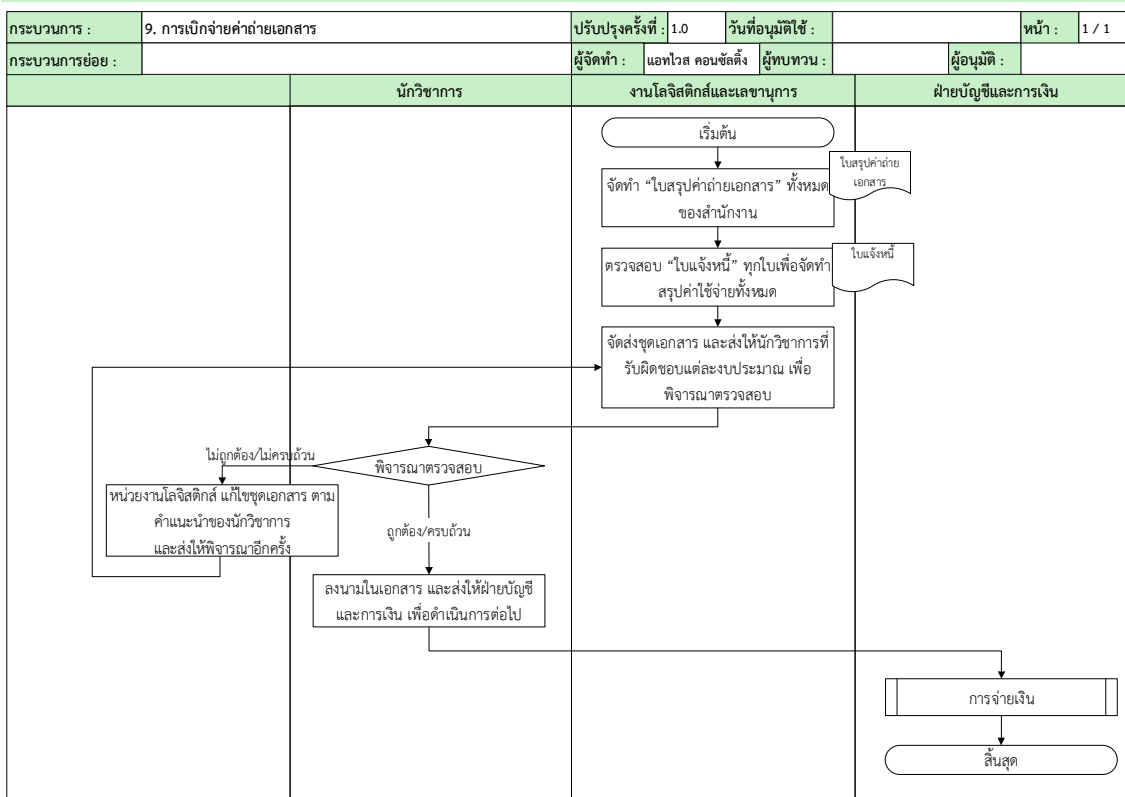 กระบวนการ : 9. การเบิกจ่ายค่าถ่ายเอกสาร ปรับปรุงครั้งที่ : 1.0 วันที่อนุมัติใช้ : หน้า : 1 / 1
กระบวนการย่อย : ผู้จัดทำ : แอทไวส คอนซัลติ้ง ผู้ทบทวน : ผู้อนุมัติ :
นักวิชาการ งานโลจิสติกส์และเลขานุการ ฝ่ายบัญชีและการเงิน
เริ่มต้น
ใบสรุปค่าถ่าย
เอกสาร
จัดทำ “ใบสรุปค่าถ่ายเอกสาร” ทั้งหมด
ของสำนักงาน
ใบแจ้งหนี้
ตรวจสอบ “ใบแจ้งหนี้” ทุกใบเพื่อจัดทำ
สรุปค่าใช้จ่ายทั้งหมด
จัดส่งชุดเอกสาร และส่งให้นักวิชาการที่
รับผิดชอบแต่ละงบประมาณ เพื่อ
พิจารณาตรวจสอบ
ไม่ถูกต้อง/ไม่ครบถ้วน
พิจารณาตรวจสอบ
หน่วยงานโลจิสติกส์ แก้ไขชุดเอกสาร ตาม
คำแนะนำของนักวิชาการ
และส่งให้พิจารณาอีกครั้ง
ถูกต้อง/ครบถ้วน
ลงนามในเอกสาร และส่งให้ฝ่ายบัญชี
และการเงิน เพื่อดำเนินการต่อไป
การจ่ายเงิน
สิ้นสุด